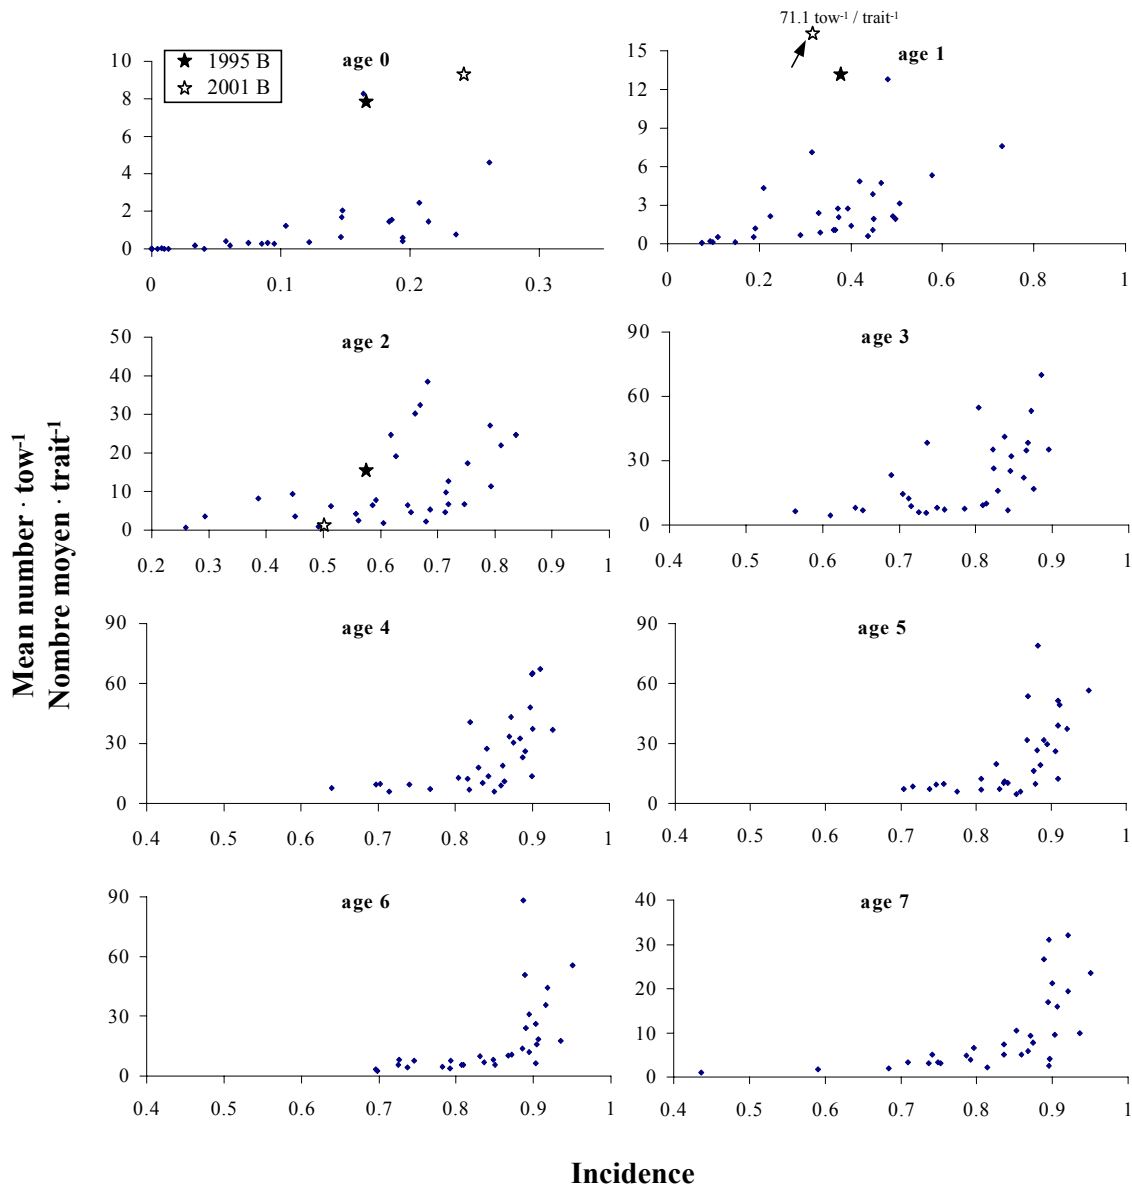 71.1 tow-1 / trait-1
★ 1995 B
☆ 2001 B
age 0
10
8
6
4
2
0
0 0.1 0.2 0.3
age 1
15
12
9
6
3
0
0 0.2 0.4 0.6 0.8 1
age 2
50
40
30
20
10
0
0.2 0.3 0.4 0.5 0.6 0.7 0.8 0.9 1
age 3
90
60
30
0
0.4 0.5 0.6 0.7 0.8 0.9 1
Mean number · tow-1
Nombre moyen · trait-1
age 4
90
60
30
0
0.4 0.5 0.6 0.7 0.8 0.9 1
age 5
90
60
30
0
0.4 0.5 0.6 0.7 0.8 0.9 1
age 6
90
60
30
0
0.4 0.5 0.6 0.7 0.8 0.9 1
age 7
40
30
20
10
0
0.4 0.5 0.6 0.7 0.8 0.9 1
Incidence